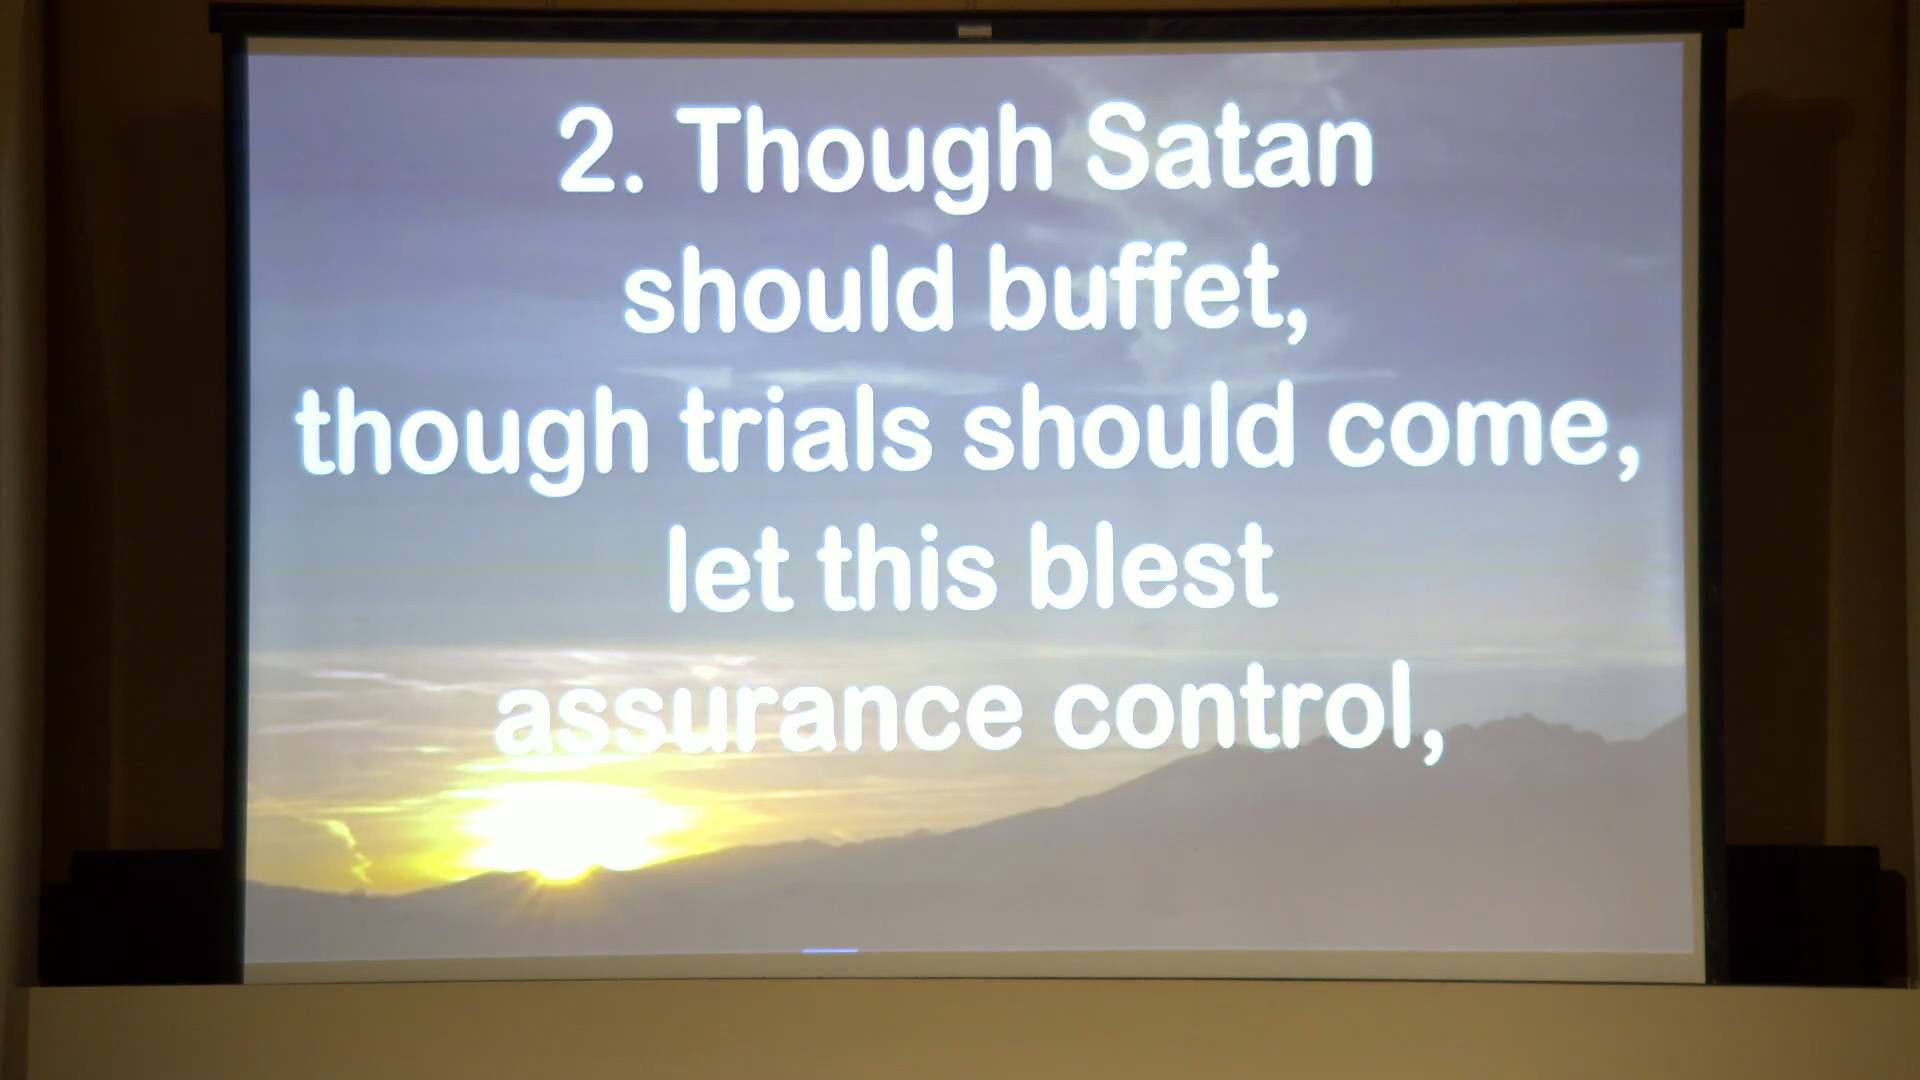 2. Though Satan
should buffet,
though trials should come,
let this blest
assurance control,